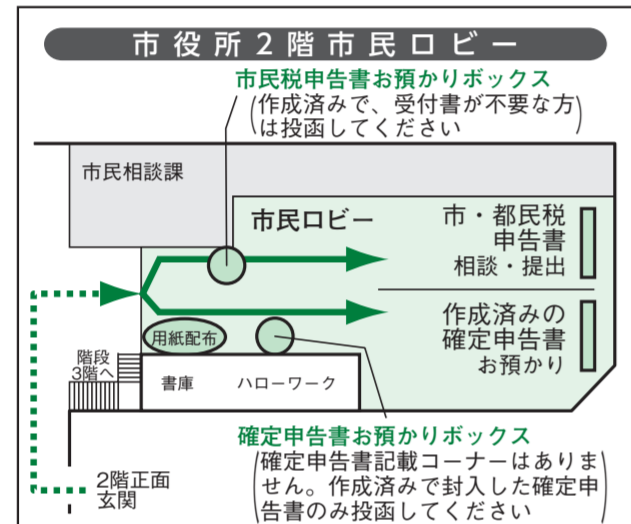 市役所2階市民ロビー
市民税申告書お預かりボックス
(作成済みで、受付書が不要な方
は投函してください)
市民相談課
市民ロビー
市・都民税
申告書
相談・提出
作成済みの
確定申告書
お預かり
用紙配布
階段
3階へ
書庫
ハローワーク
2階正面
玄関
確定申告書お預かりボックス
(確定申告書記載コーナーはありま
せん。作成済みで封入した確定申
告書のみ投函してください)